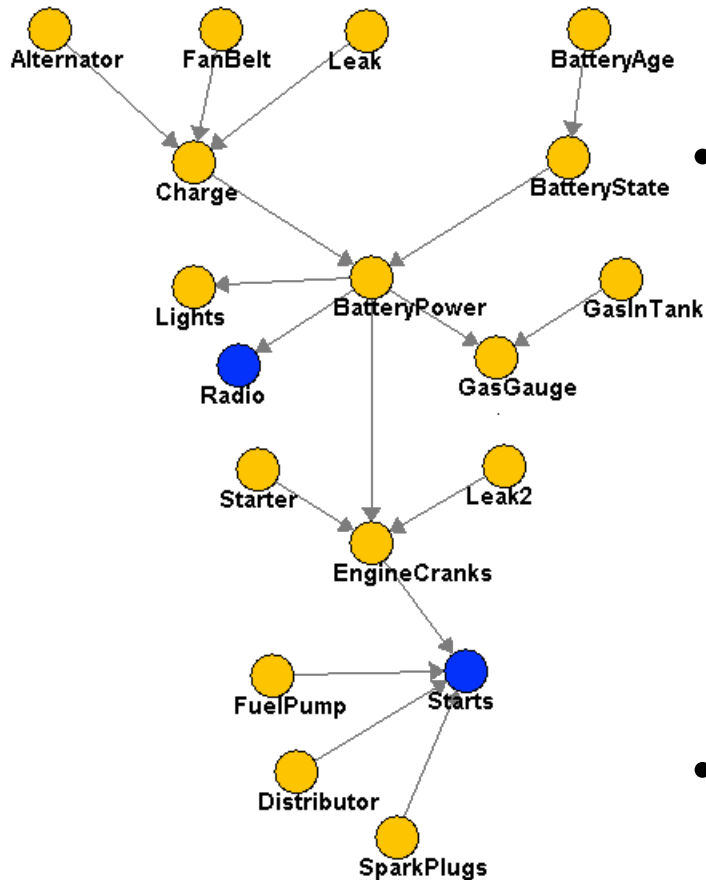 Alternator
FanBelt
Leak
BatteryAge
Charge
BatteryState
Lights
BatteryPower
GasInTank
Radio
GasGauge
Starter
Leak2
EngineCranks
FuelPump
Starts
Distributor
SparkPlugs